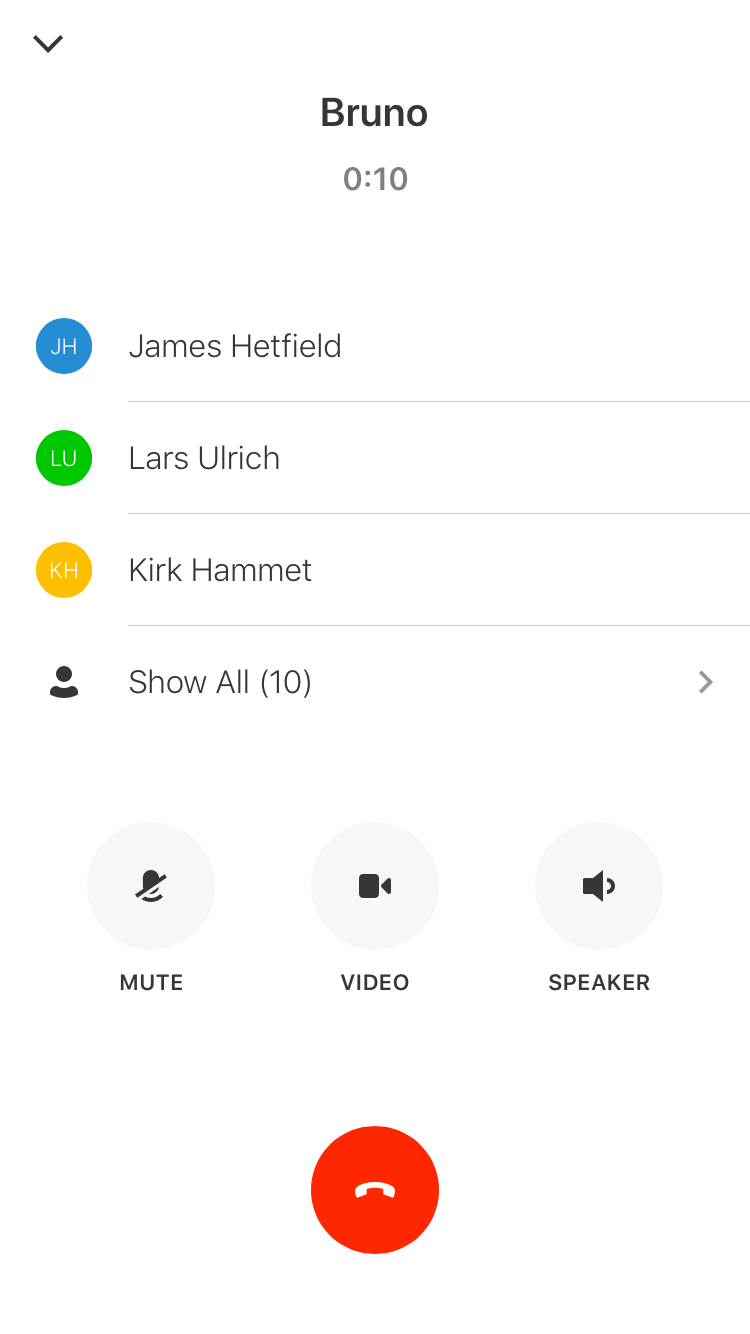 Bruno
0:10
JH James Hetfield
LU Lars Ulrich
KH Kirk Hammet
Show All (10)
MUTE VIDEO SPEAKER